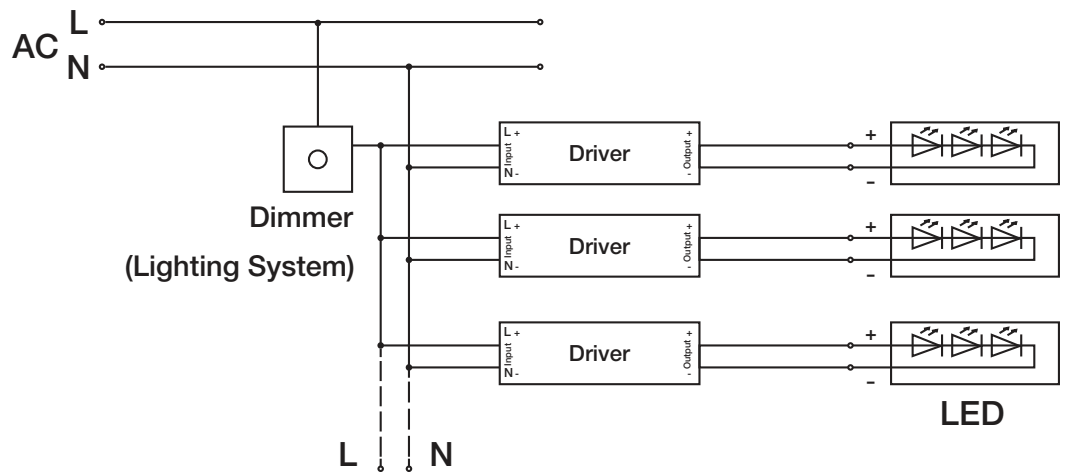 AC
L
N
Dimmer
(Lighting System)
L +
Input
N -
Driver
+
Output
-
+
-
L +
Input
N -
Driver
+
Output
-
+
-
L +
Input
N -
Driver
+
Output
-
+
-
LED
L N